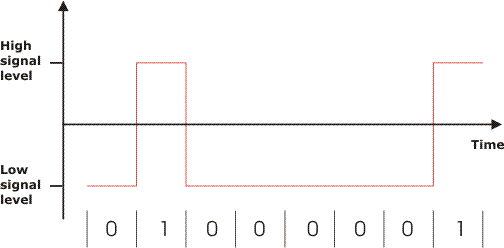 High
signal
level
Time
Low
signal
level
0 1 0 0 0 0 0 1